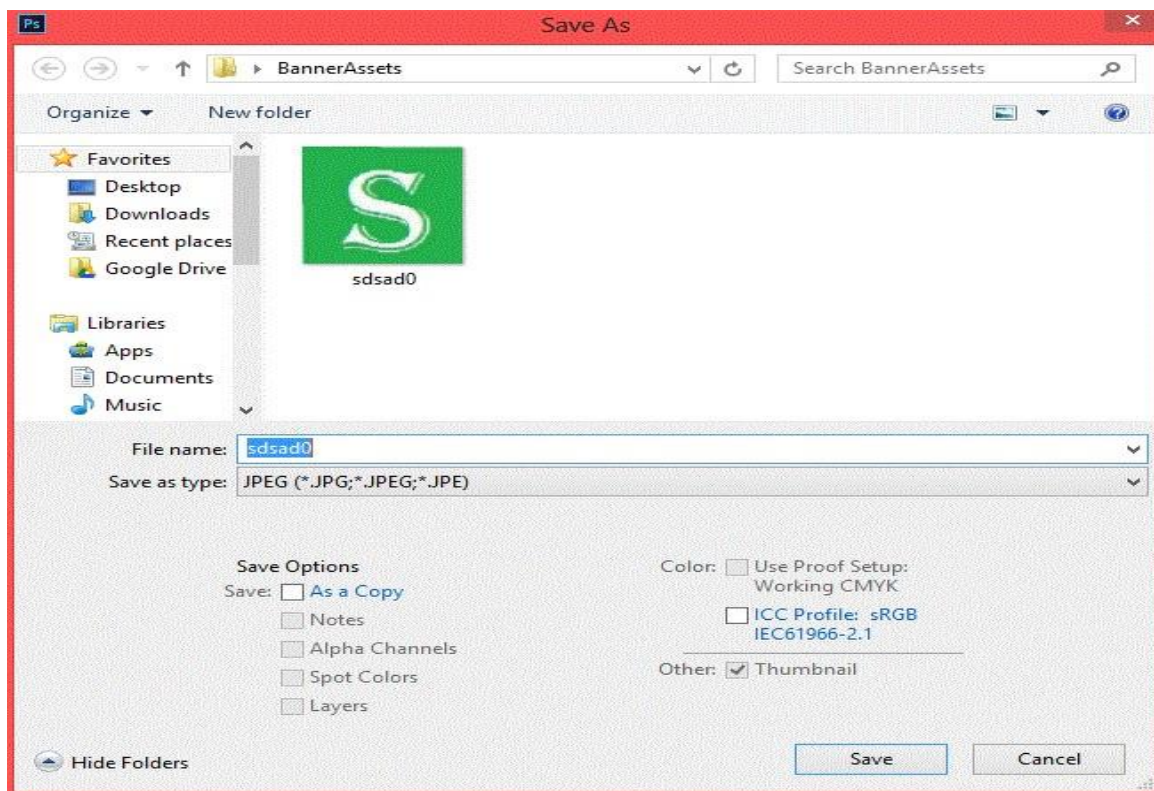 Ps
Save As
BannerAssets
Search BannerAssets
Organize
New folder
Favorites
Desktop
Downloads
Recent places
Google Drive
Libraries
Apps
Documents
Music
S
sdsad0
File name: sdsad0
Save as type: JPEG (*.JPG;*.JPEG;*.JPE)
Save Options
Save: As a Copy
Notes
Alpha Channels
Spot Colors
Layers
Color: Use Proof Setup:
Working CMYK
ICC Profile: sRGB
IEC61966-2.1
Other: Thumbnail
Hide Folders
Save
Cancel